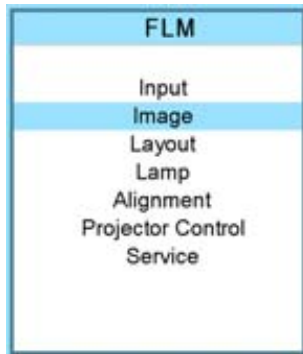 FLM
Input
Image
Layout
Lamp
Alignment
Projector Control
Service